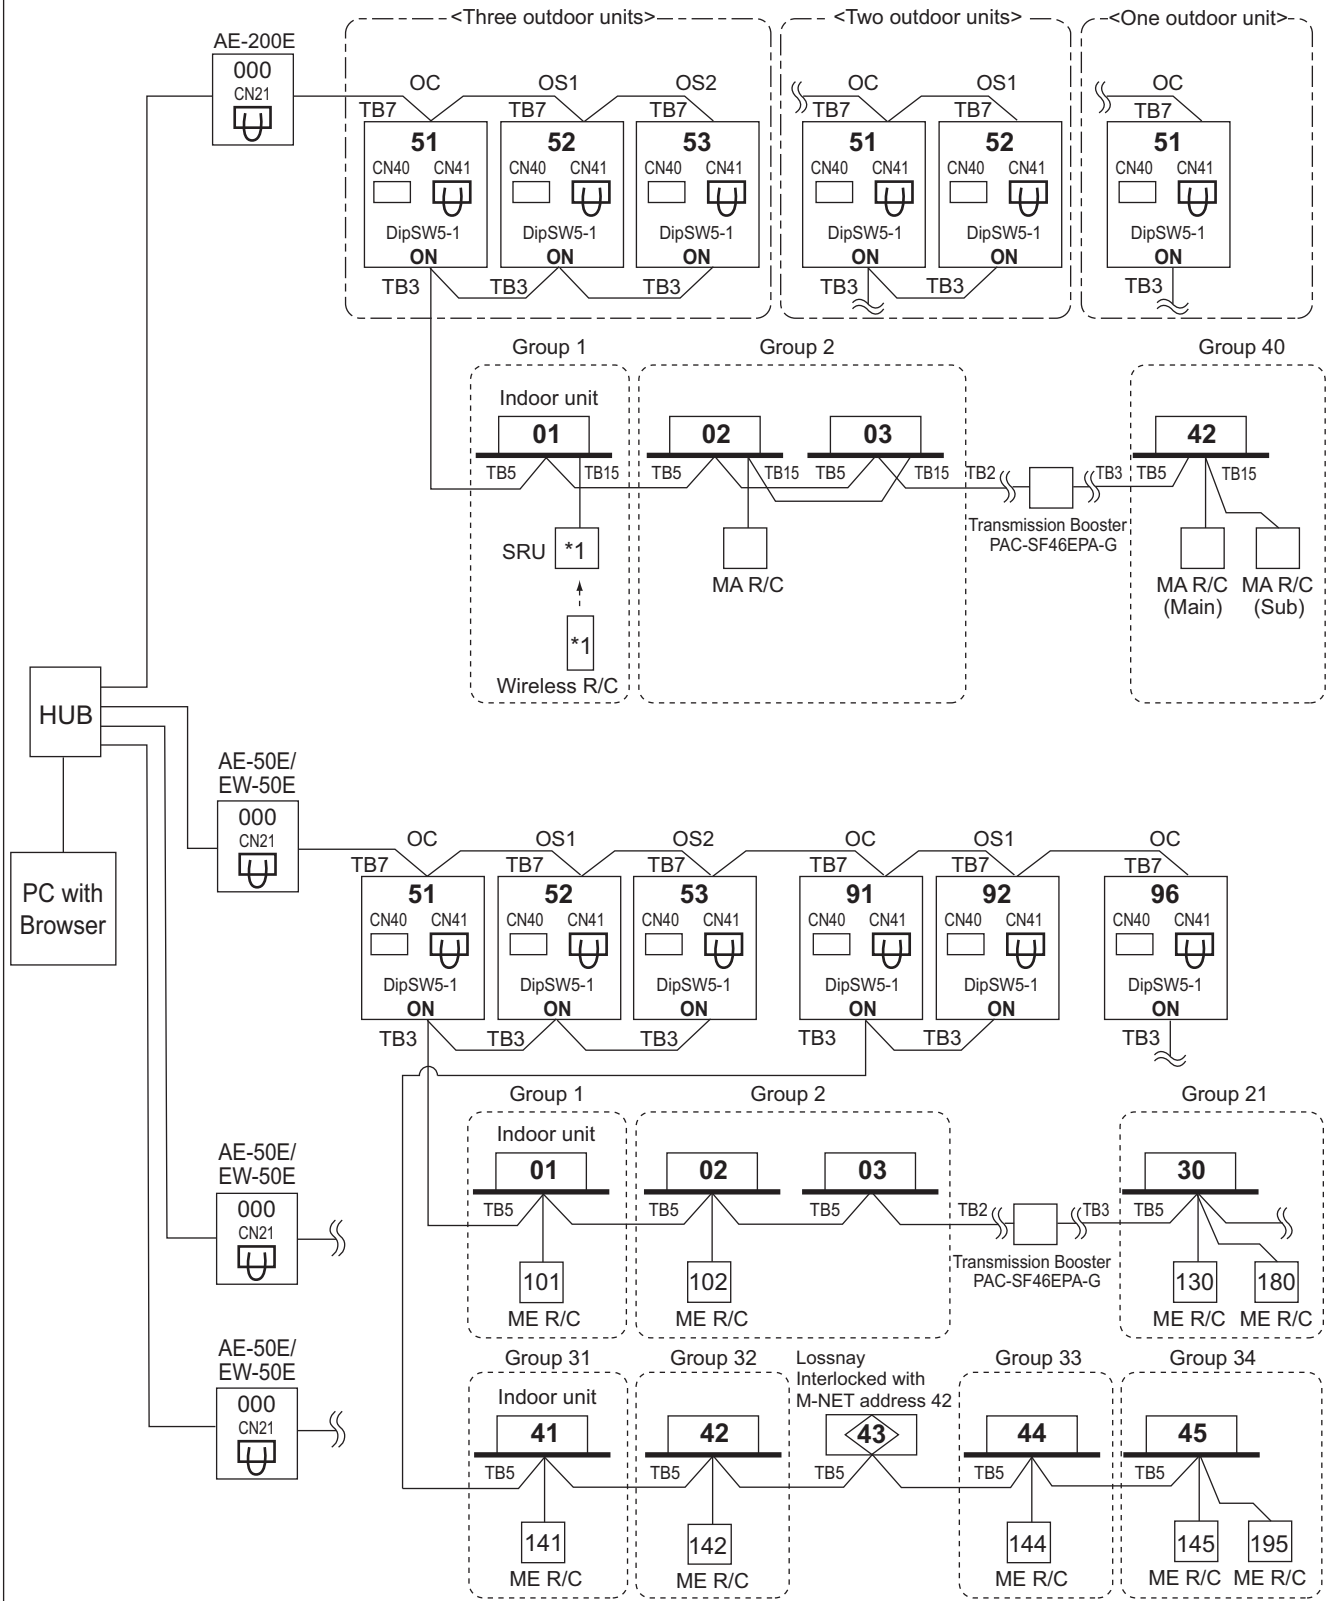 <Three outdoor units>
<Two outdoor units>
<One outdoor unit>
AE-200E
000
CN21
OC OS1 OS2 OC OS1 OC
TB7 TB7 TB7 TB7 TB7 TB7
51 52 53 51 52 51
CN40 CN41 CN40 CN41 CN40 CN41 CN40 CN41 CN40 CN41 CN40 CN41
DipSW5-1 DipSW5-1 DipSW5-1 DipSW5-1 DipSW5-1 DipSW5-1
ON ON ON ON ON ON
TB3 TB3 TB3 TB3 TB3 TB3
Group 1 Group 2 Group 40
Indoor unit
01 02 03 42
TB5 TB15 TB5 TB15 TB5 TB15 TB2 TB3 TB5 TB15
Transmission Booster
PAC-SF46EPA-G
SRU *1
MA R/C
MA R/C
(Main)
MA R/C
(Sub)
*1
Wireless R/C
HUB
PC with
Browser
AE-50E/
EW-50E
000
CN21
OC OS1 OS2 OC OS1 OC
TB7 TB7 TB7 TB7 TB7 TB7
51 52 53 91 92 96
CN40 CN41 CN40 CN41 CN40 CN41 CN40 CN41 CN40 CN41 CN40 CN41
DipSW5-1 DipSW5-1 DipSW5-1 DipSW5-1 DipSW5-1 DipSW5-1
ON ON ON ON ON ON
TB3 TB3 TB3 TB3 TB3 TB3
Group 1 Group 2 Group 21
Indoor unit
01 02 03 30
TB5 TB5 TB5 TB2 TB3 TB5
Transmission Booster
PAC-SF46EPA-G
101 102 130 180
ME R/C ME R/C ME R/C ME R/C
AE-50E/
EW-50E
000
CN21
AE-50E/
EW-50E
000
CN21
Group 31 Group 32
Lossnay
Interlocked with
M-NET address 42
Group 33 Group 34
Indoor unit
41 42 43 44 45
TB5 TB5 TB5 TB5 TB5
141 142 144 145 195
ME R/C ME R/C ME R/C ME R/C ME R/C